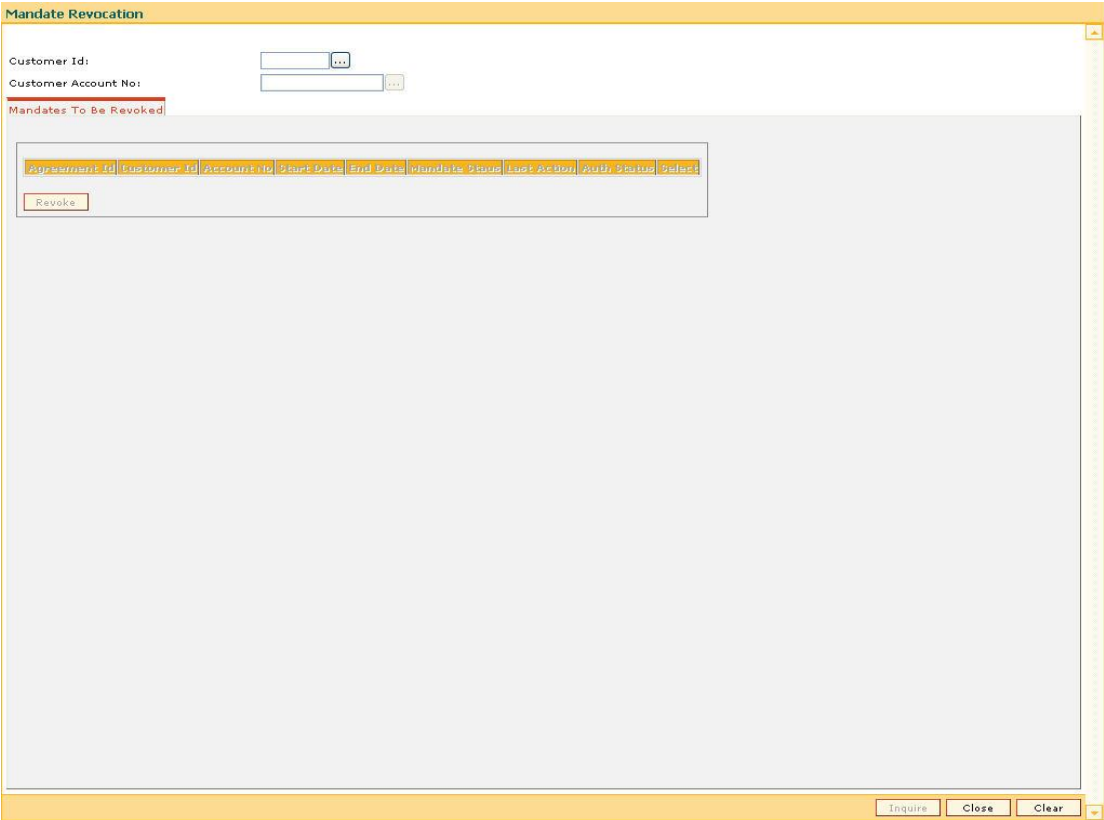 Mandate Revocation
Customer Id: ...
Customer Account No: ...
Mandates To Be Revoked
Agreement Id Customer Id Account No Start Date End Date Mandate Staus Last Action Auth Status Select
Revoke
Inquire Close Clear